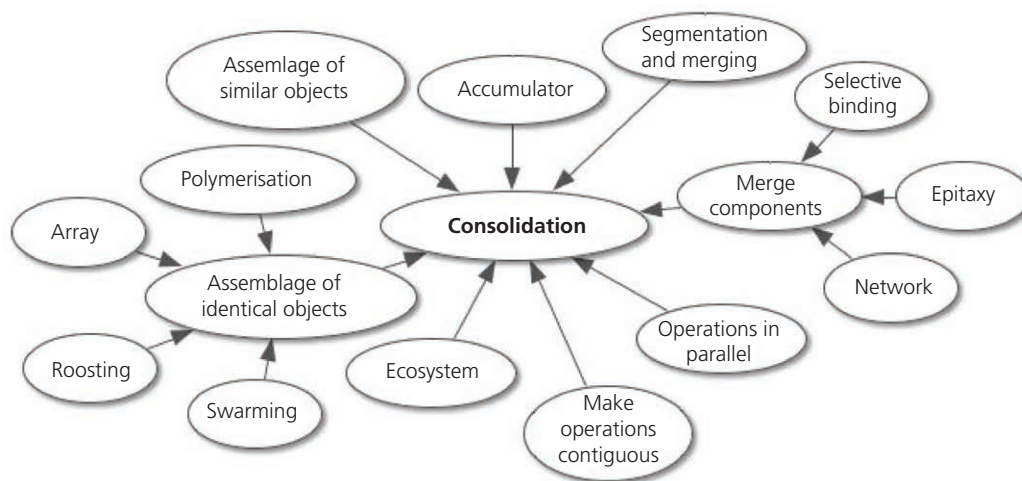 Assemlage of
similar objects
Accumulator
Segmentation
and merging
Selective
binding
Polymerisation
Merge
components
Epitaxy
Array
Consolidation
Assemblage of
identical objects
Network
Roosting
Swarming
Ecosystem
Operations in
parallel
Make
operations
contiguous